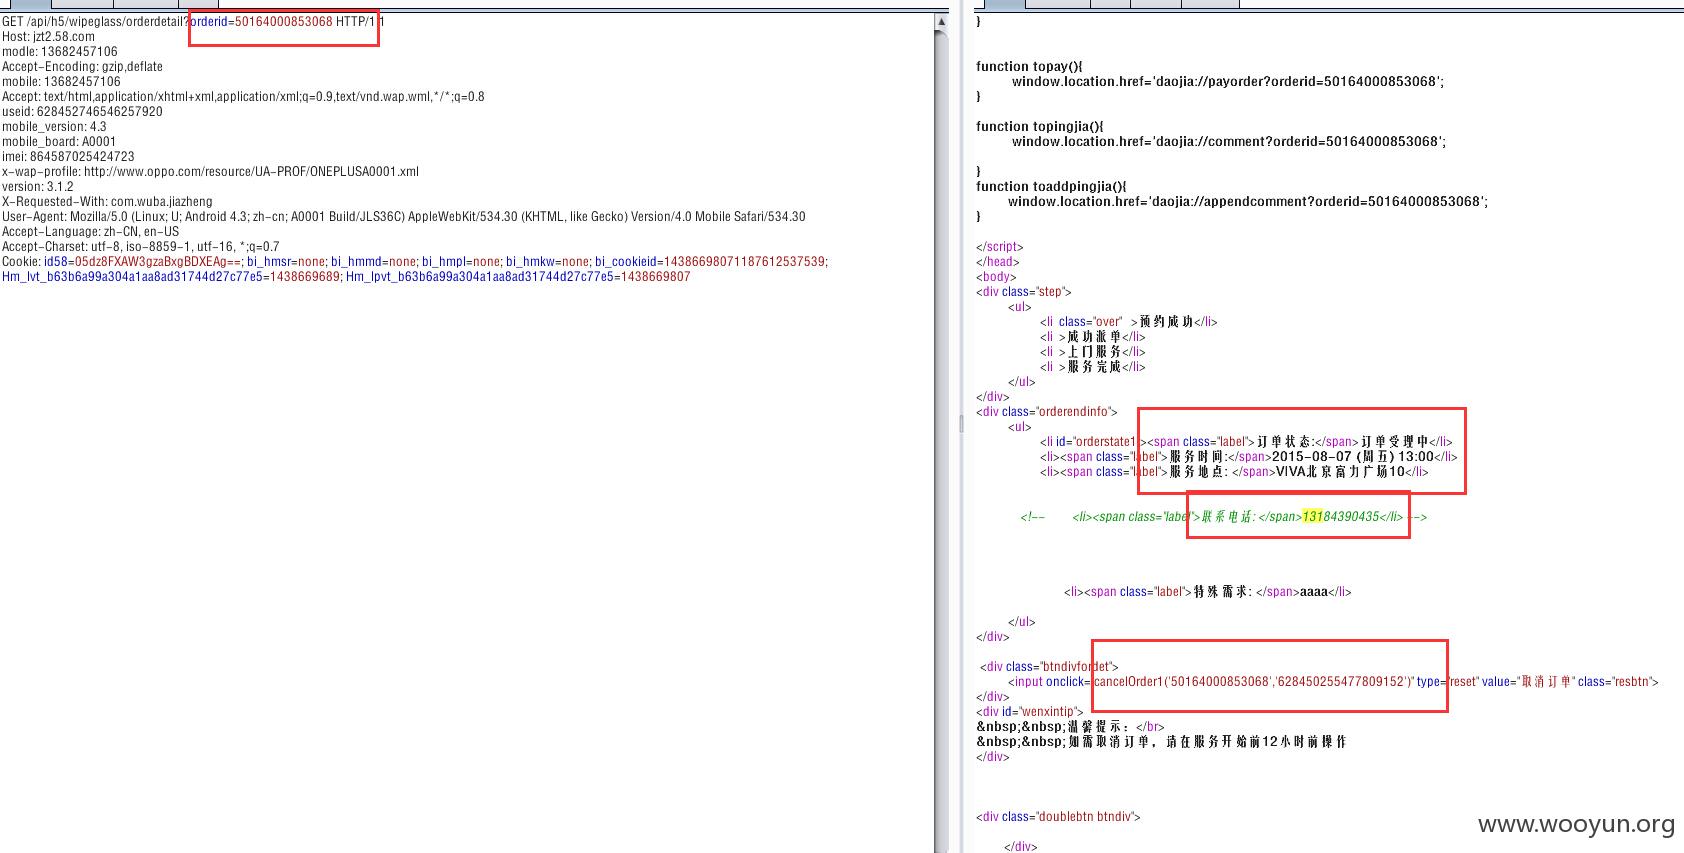 GET /api/h5/wipeglass/orderdetail?orderid=50164000853068 HTTP/1.1
Host: jzt2.58.com
modle: 13682457106
Accept-Encoding: gzip,deflate
mobile: 13682457106
Accept: text/html,application/xhtml+xml,application/xml;q=0.9,text/vnd.wap.wml,*/*;q=0.8
useid: 628452746546257920
mobile_version: 4.3
mobile_board: A0001
imei: 864587025424723
x-wap-profile: http://www.oppo.com/resource/UA-PROF/ONEPLUSA0001.xml
version: 3.1.2
X-Requested-With: com.wuba.jiazheng
User-Agent: Mozilla/5.0 (Linux; U; Android 4.3; zh-cn; A0001 Build/JLS36C) AppleWebKit/534.30 (KHTML, like Gecko) Version/4.0 Mobile Safari/534.30
Accept-Language: zh-CN, en-US
Accept-Charset: utf-8, iso-8859-1, utf-16, *;q=0.7
Cookie: id58=05dz8FXAW3gzaBxgBDXEAg==; bi_hmsr=none; bi_hmmd=none; bi_hmpl=none; bi_hmkw=none; bi_cookieid=14386698071187612537539;
Hm_lvt_b63b6a99a304a1aa8ad31744d27c77e5=1438669689; Hm_lpvt_b63b6a99a304a1aa8ad31744d27c77e5=1438669807
}
function topay(){
window.location.href='daojia://payorder?orderid=50164000853068';
}
function topingjia(){
window.location.href='daojia://comment?orderid=50164000853068';
}
function toaddpingjia(){
window.location.href='daojia://appendcomment?orderid=50164000853068';
}
</script>
</head>
<body>
<div class="step">
<ul>
<li class="over" >预约成功</li>
<li >成功派单</li>
<li >上门服务</li>
<li >服务完成</li>
</ul>
</div>
<div class="orderendinfo">
<ul>
<li id="orderstate1"><span class="label">订单状态:</span>订单受理中</li>
<li><span class="label">服务时间:</span>2015-08-07 (周五) 13:00</li>
<li><span class="label">服务地点: </span>VIVA北京富力广场10</li>
<!-- <li><span class="label">联系电话:</span>13184390435</li> -->
<li><span class="label">特殊需求: </span>aaaa</li>
</ul>
</div>
<div class="btndivfordet">
<input onclick="cancelOrder1('50164000853068','628450255477809152')" type="reset" value="取消订单" class="resbtn">
</div>
<div id="wenxintip">
&nbsp;&nbsp;温馨提示：</br>
&nbsp;&nbsp;如需取消订单，请在服务开始前12小时前操作
</div>
<div class="doublebtn btndiv">
</div>
www.wooyun.org